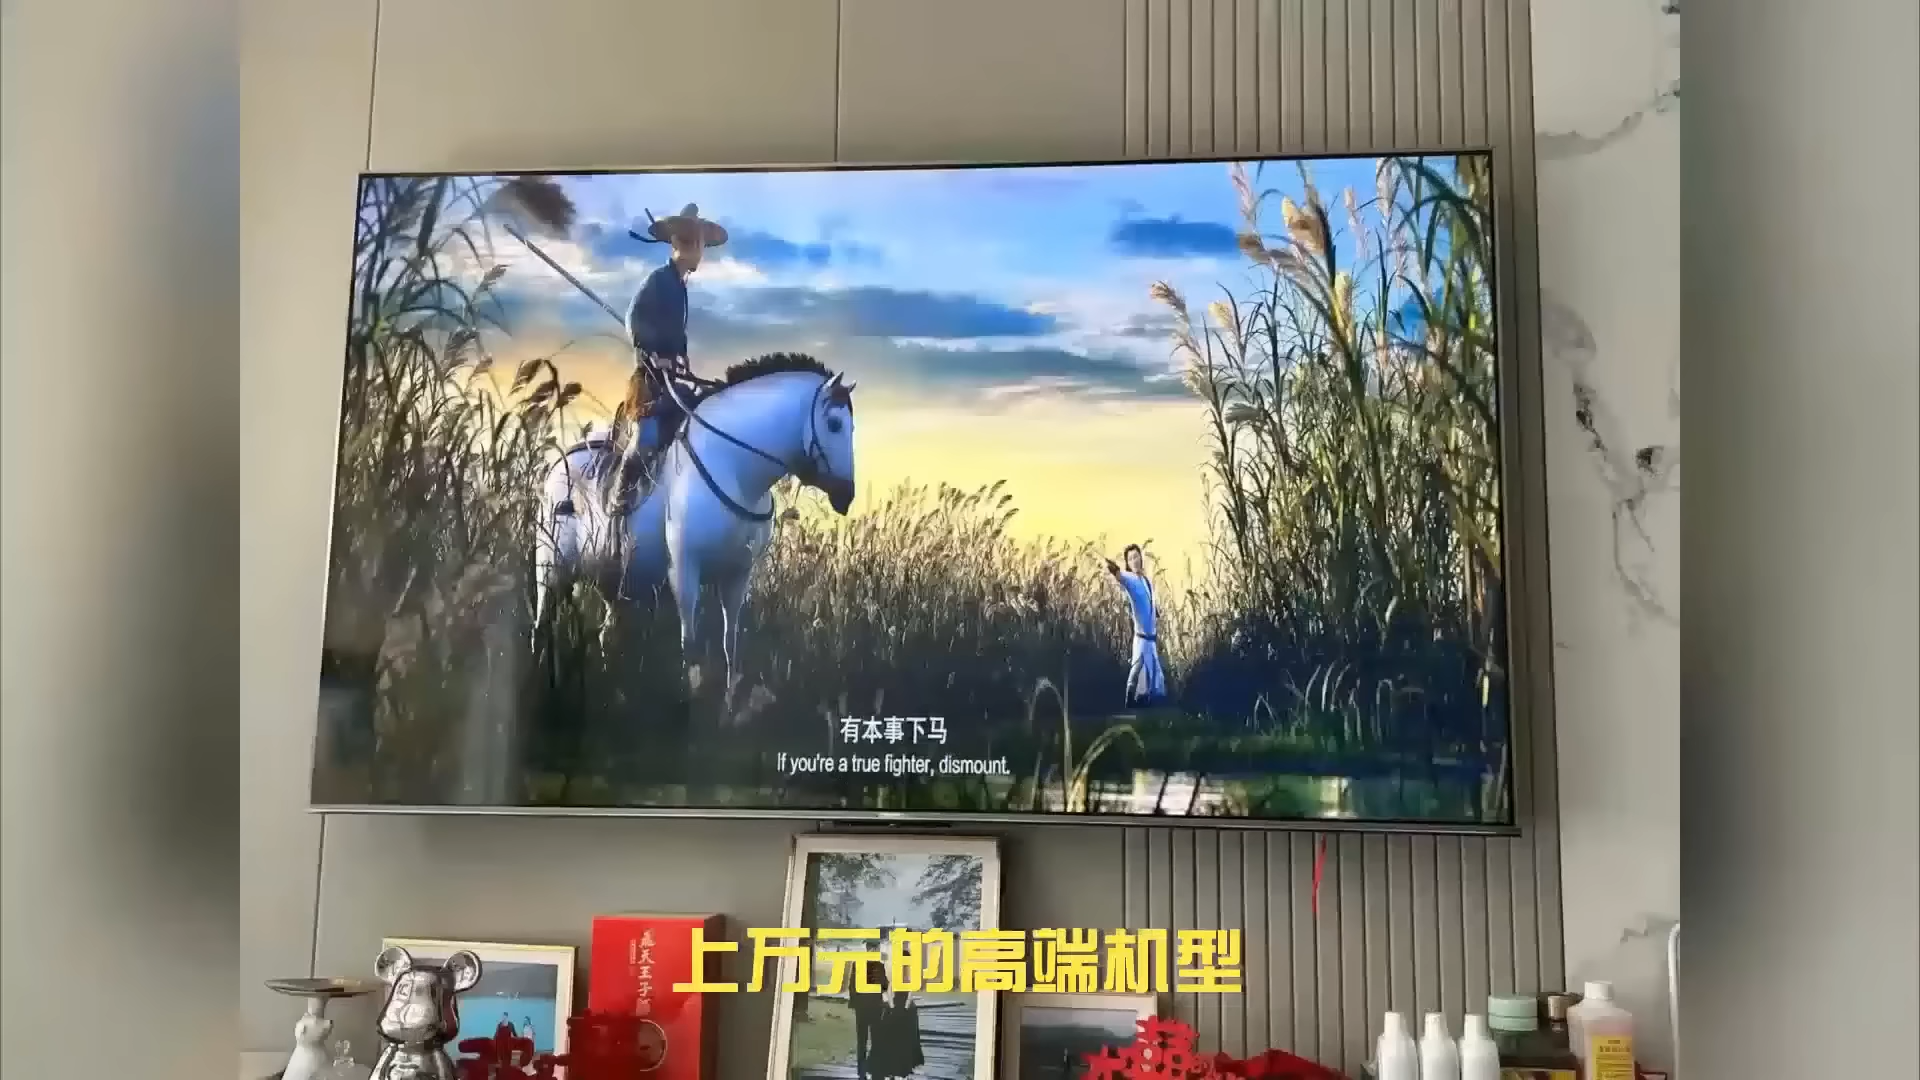 有本事下马
If you're a true fighter, dismount.
上万元的高端机型
囍